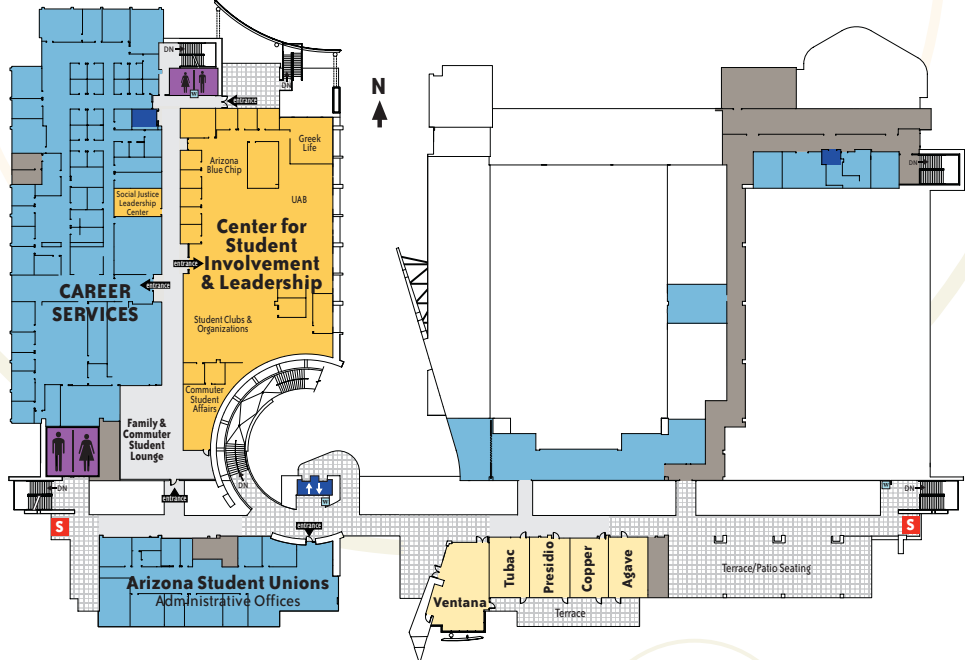 DN
DN
entrance
W
N
Greek
Life
Arizona
Blue Chip
DN
Social Justice
Leadership
Center
UAB
Center for
Student
Involvement
& Leadership
entrance
entrance
CAREER
SERVICES
Student Clubs &
Organizations
Commuter
Student
Affairs
Family &
Commuter
Student
Lounge
DN
DN
entrance
W
W
DN
S
entrance
S
Tubac
Presidio
Copper
Agave
Ventana
Terrace
Terrace/Patio Seating
Arizona Student Unions
Administrative Offices